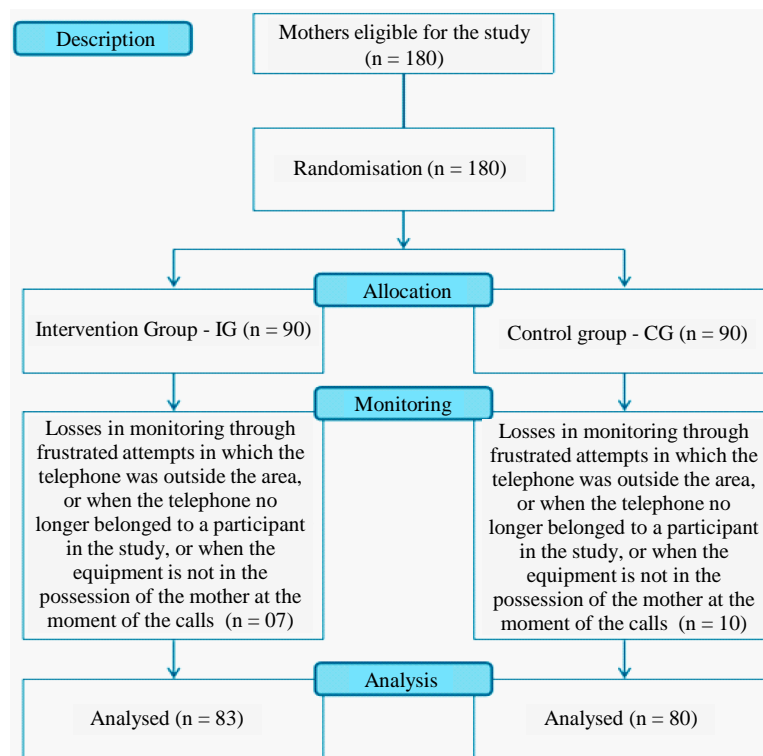 Description
Mothers eligible for the study
(n = 180)
Randomisation (n = 180)
Allocation
Intervention Group - IG (n = 90)
Control group - CG (n = 90)
Monitoring
Losses in monitoring through
frustrated attempts in which the
telephone was outside the area,
or when the telephone no
longer belonged to a participant
in the study, or when the
equipment is not in the
possession of the mother at the
moment of the calls (n = 07)
Losses in monitoring through
frustrated attempts in which the
telephone was outside the area,
or when the telephone no
longer belonged to a participant
in the study, or when the
equipment is not in the
possession of the mother at the
moment of the calls (n = 10)
Analysis
Analysed (n = 83)
Analysed (n = 80)